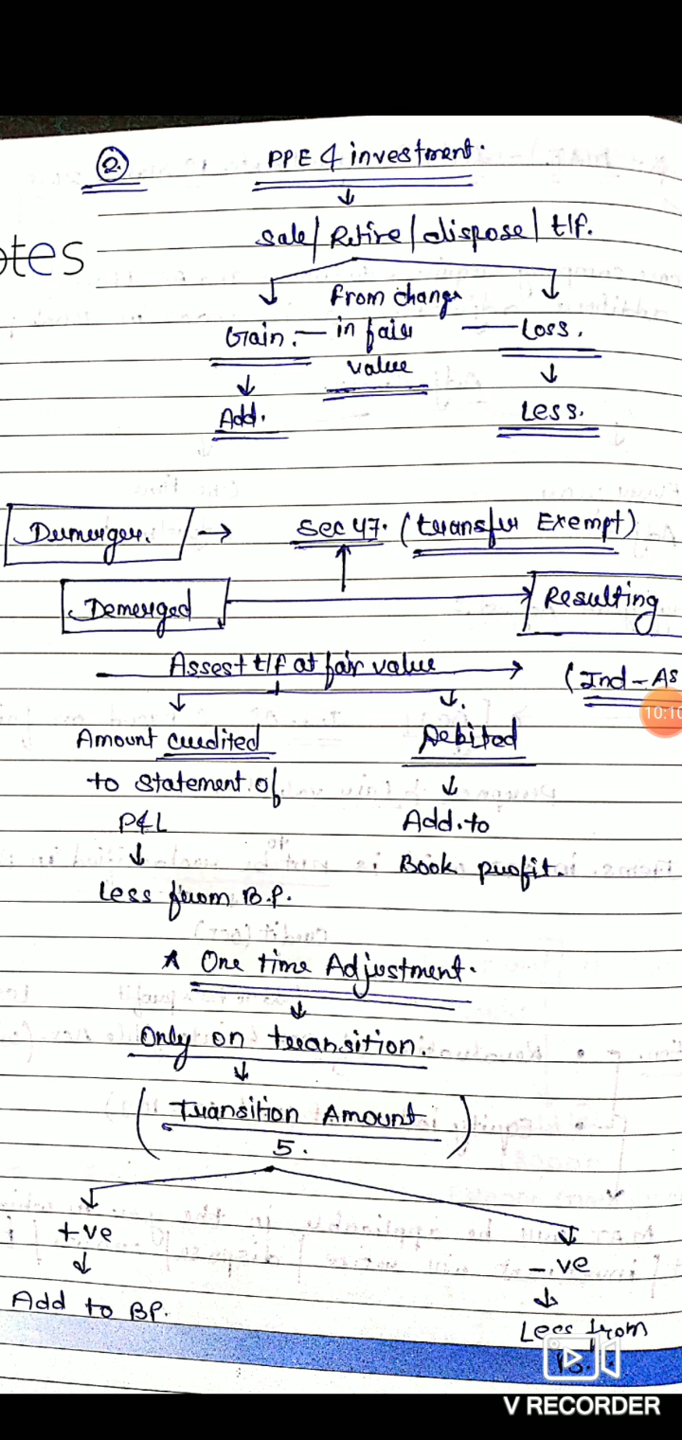 ②
PPE & investment.
↓
Sale / Retire / dispose / t/f.
otes
from change
Gain. — in fair — Loss.
value
↓ ↓
Add. Less.
Demerger. → Sec 47. (transfer Exempt)
Demerged → Resulting
Assest t/f at fair value → (Ind-AS
10:10
Amount credited Debited
to statement of ↓
P&L Add. to
↓ Book profit.
Less from B.P.
* One time Adjustment.
↓
Only on transition.
↓
(Transition Amount
5.)
+ve
↓ -ve
Add to BP. ↓
Less from
V RECORDER